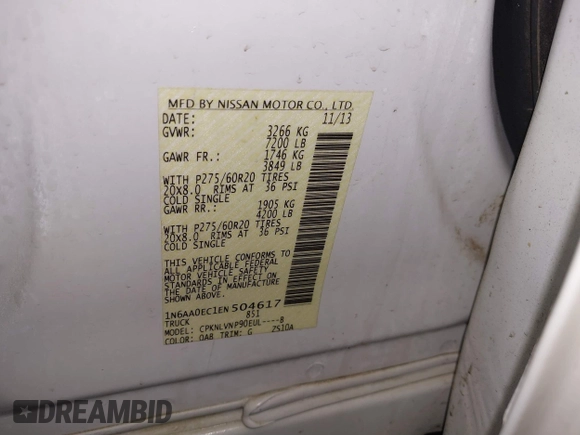 MFD BY NISSAN MOTOR CO., LTD.
DATE: 11/13
GVWR: 3266 KG
7200 LB
GAWR FR.: 1746 KG
3849 LB
WITH P275/60R20 TIRES
20x8.0 RIMS AT 36 PSI
COLD SINGLE
GAWR RR.: 1905 KG
4200 LB
WITH P275/60R20 TIRES
20x8.0 RIMS AT 36 PSI
COLD SINGLE
THIS VEHICLE CONFORMS TO
ALL APPLICABLE FEDERAL
MOTOR VEHICLE SAFETY
STANDARDS IN EFFECT ON
THE DATE OF MANUFACTURE
SHOWN ABOVE.
1N6AA0EC1EN504617
TRUCK 851
MODEL: CPKNLVNP90EUL----B
COLOR: QAB TRIM: G 2S10A
DREAMBID